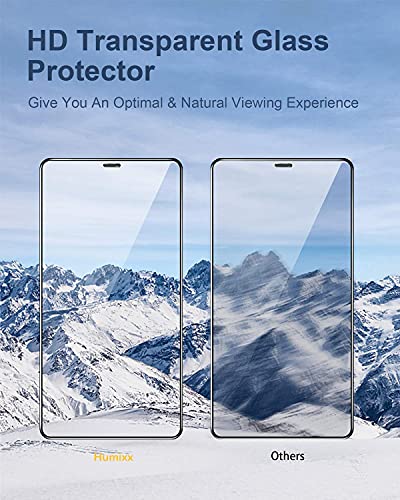 HD Transparent Glass
Protector
Give You An Optimal & Natural Viewing Experience
Humixx
Others